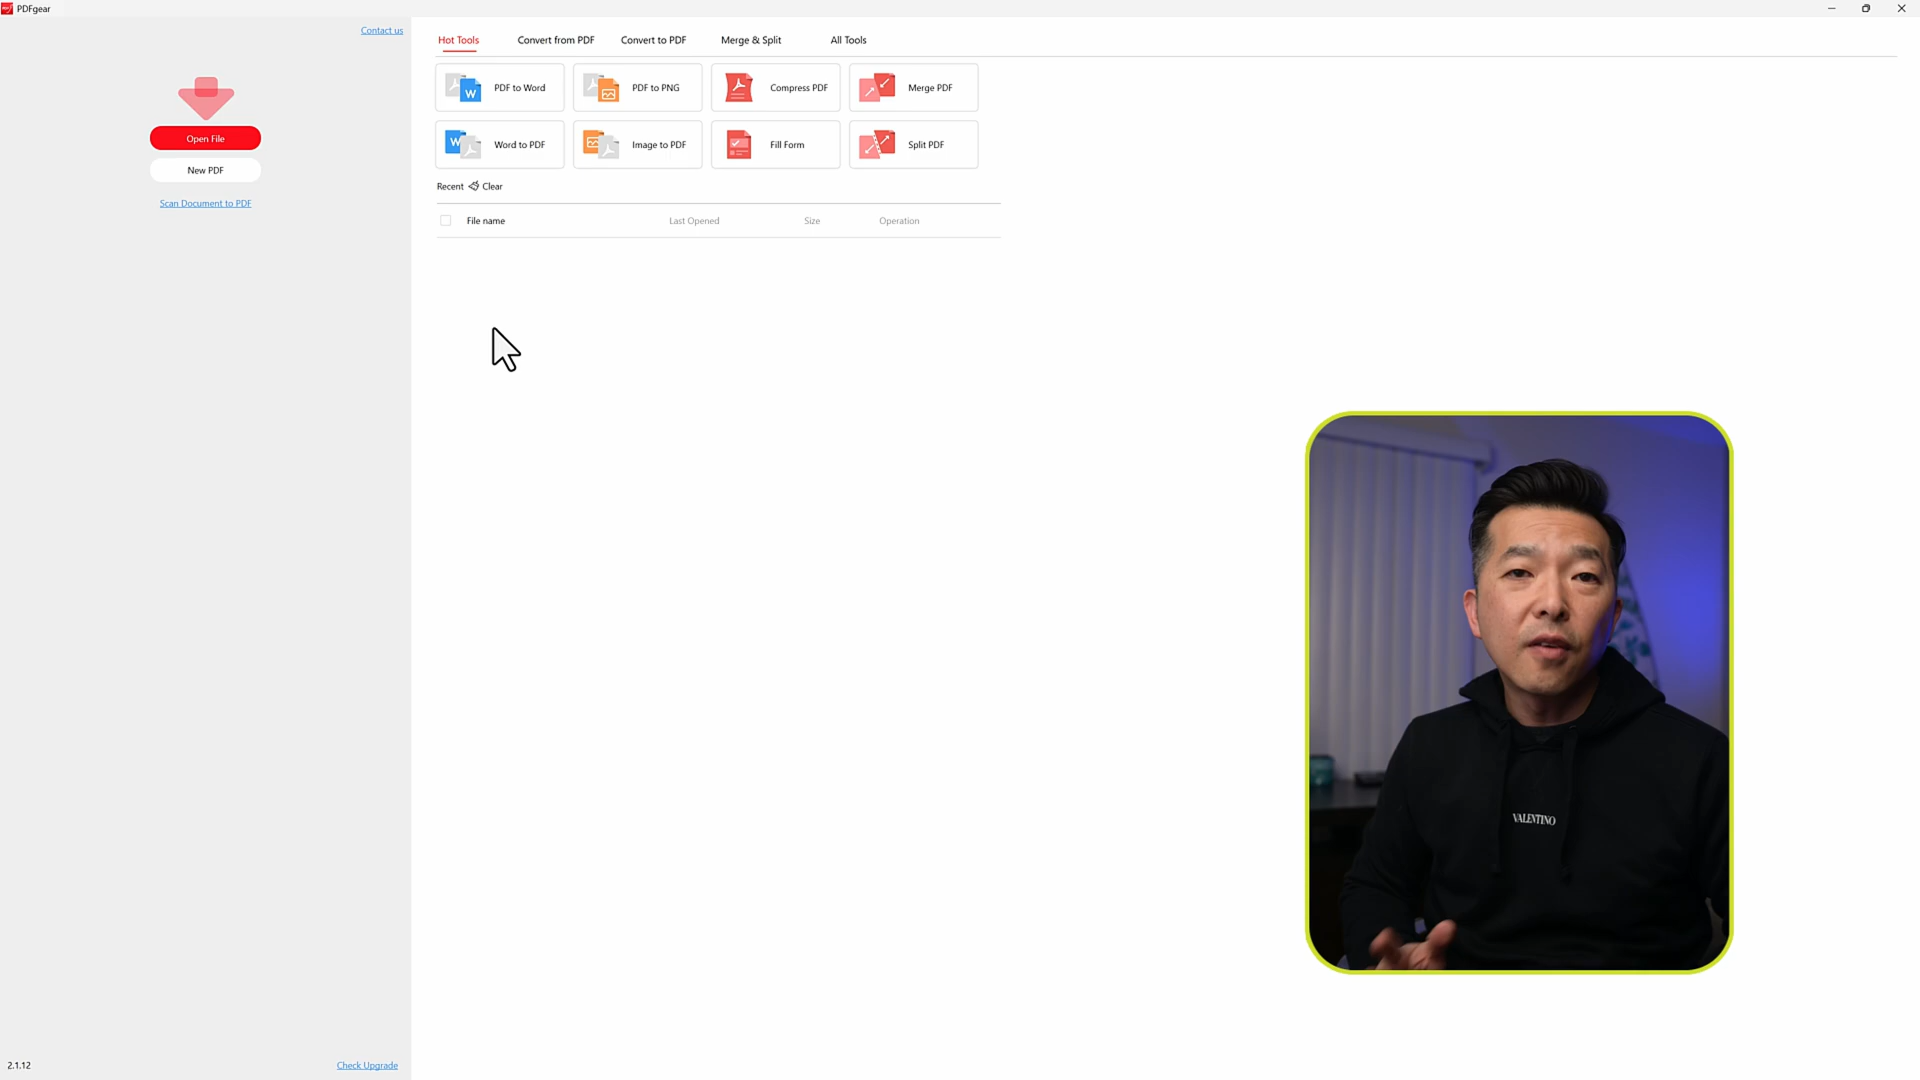 PDFgear
Contact us
Open File
New PDF
Scan Document to PDF
2.1.12
Check Upgrade
Hot Tools
Convert from PDF
Convert to PDF
Merge & Split
All Tools
PDF to Word
PDF to PNG
Compress PDF
Merge PDF
Word to PDF
Image to PDF
Fill Form
Split PDF
Recent
Clear
File name
Last Opened
Size
Operation
VALENTINO